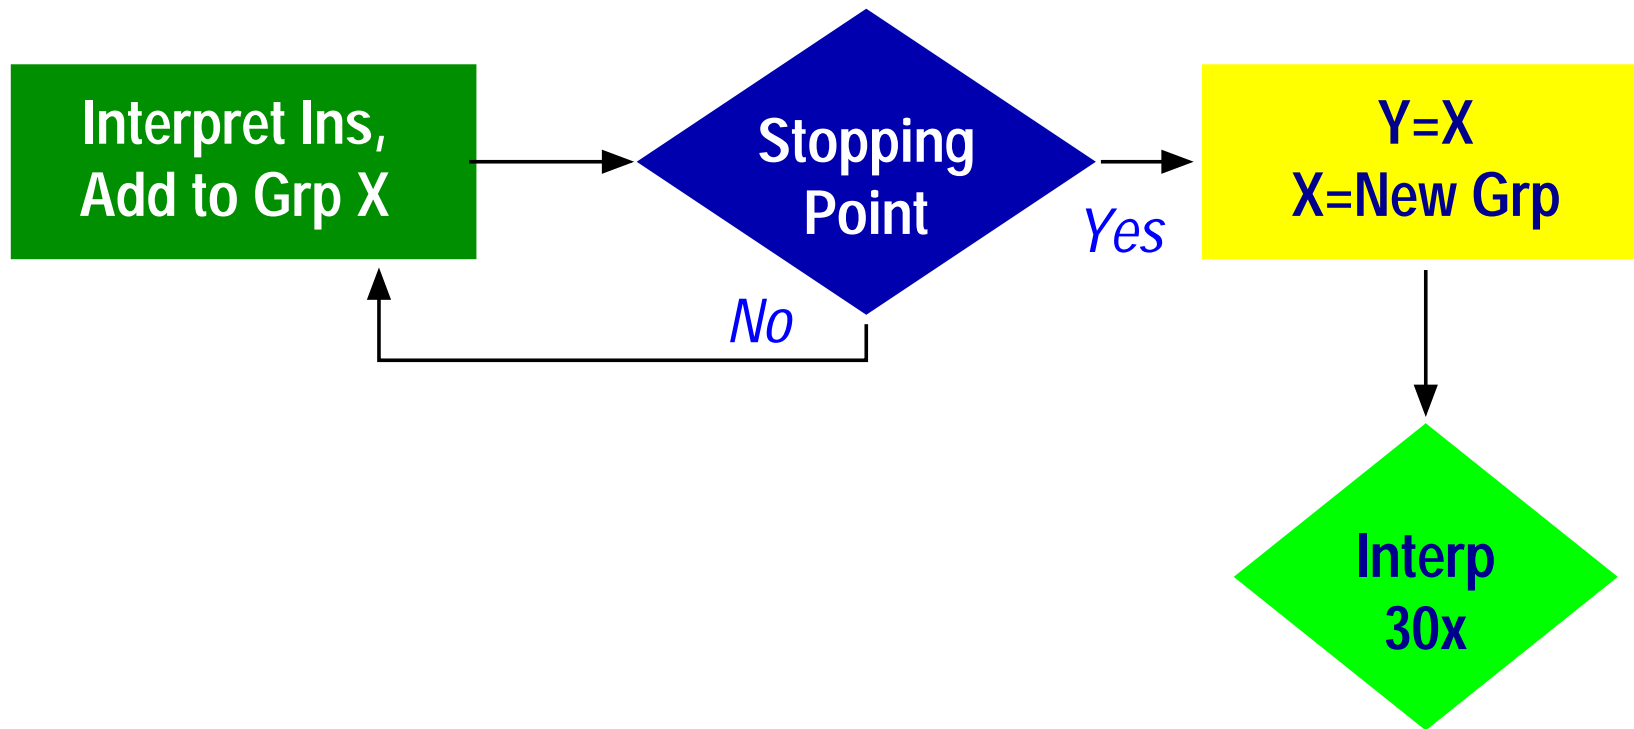 Interpret Ins,
Add to Grp X
Stopping
Point
Yes
No
Y=X
X=New Grp
Interp
30x